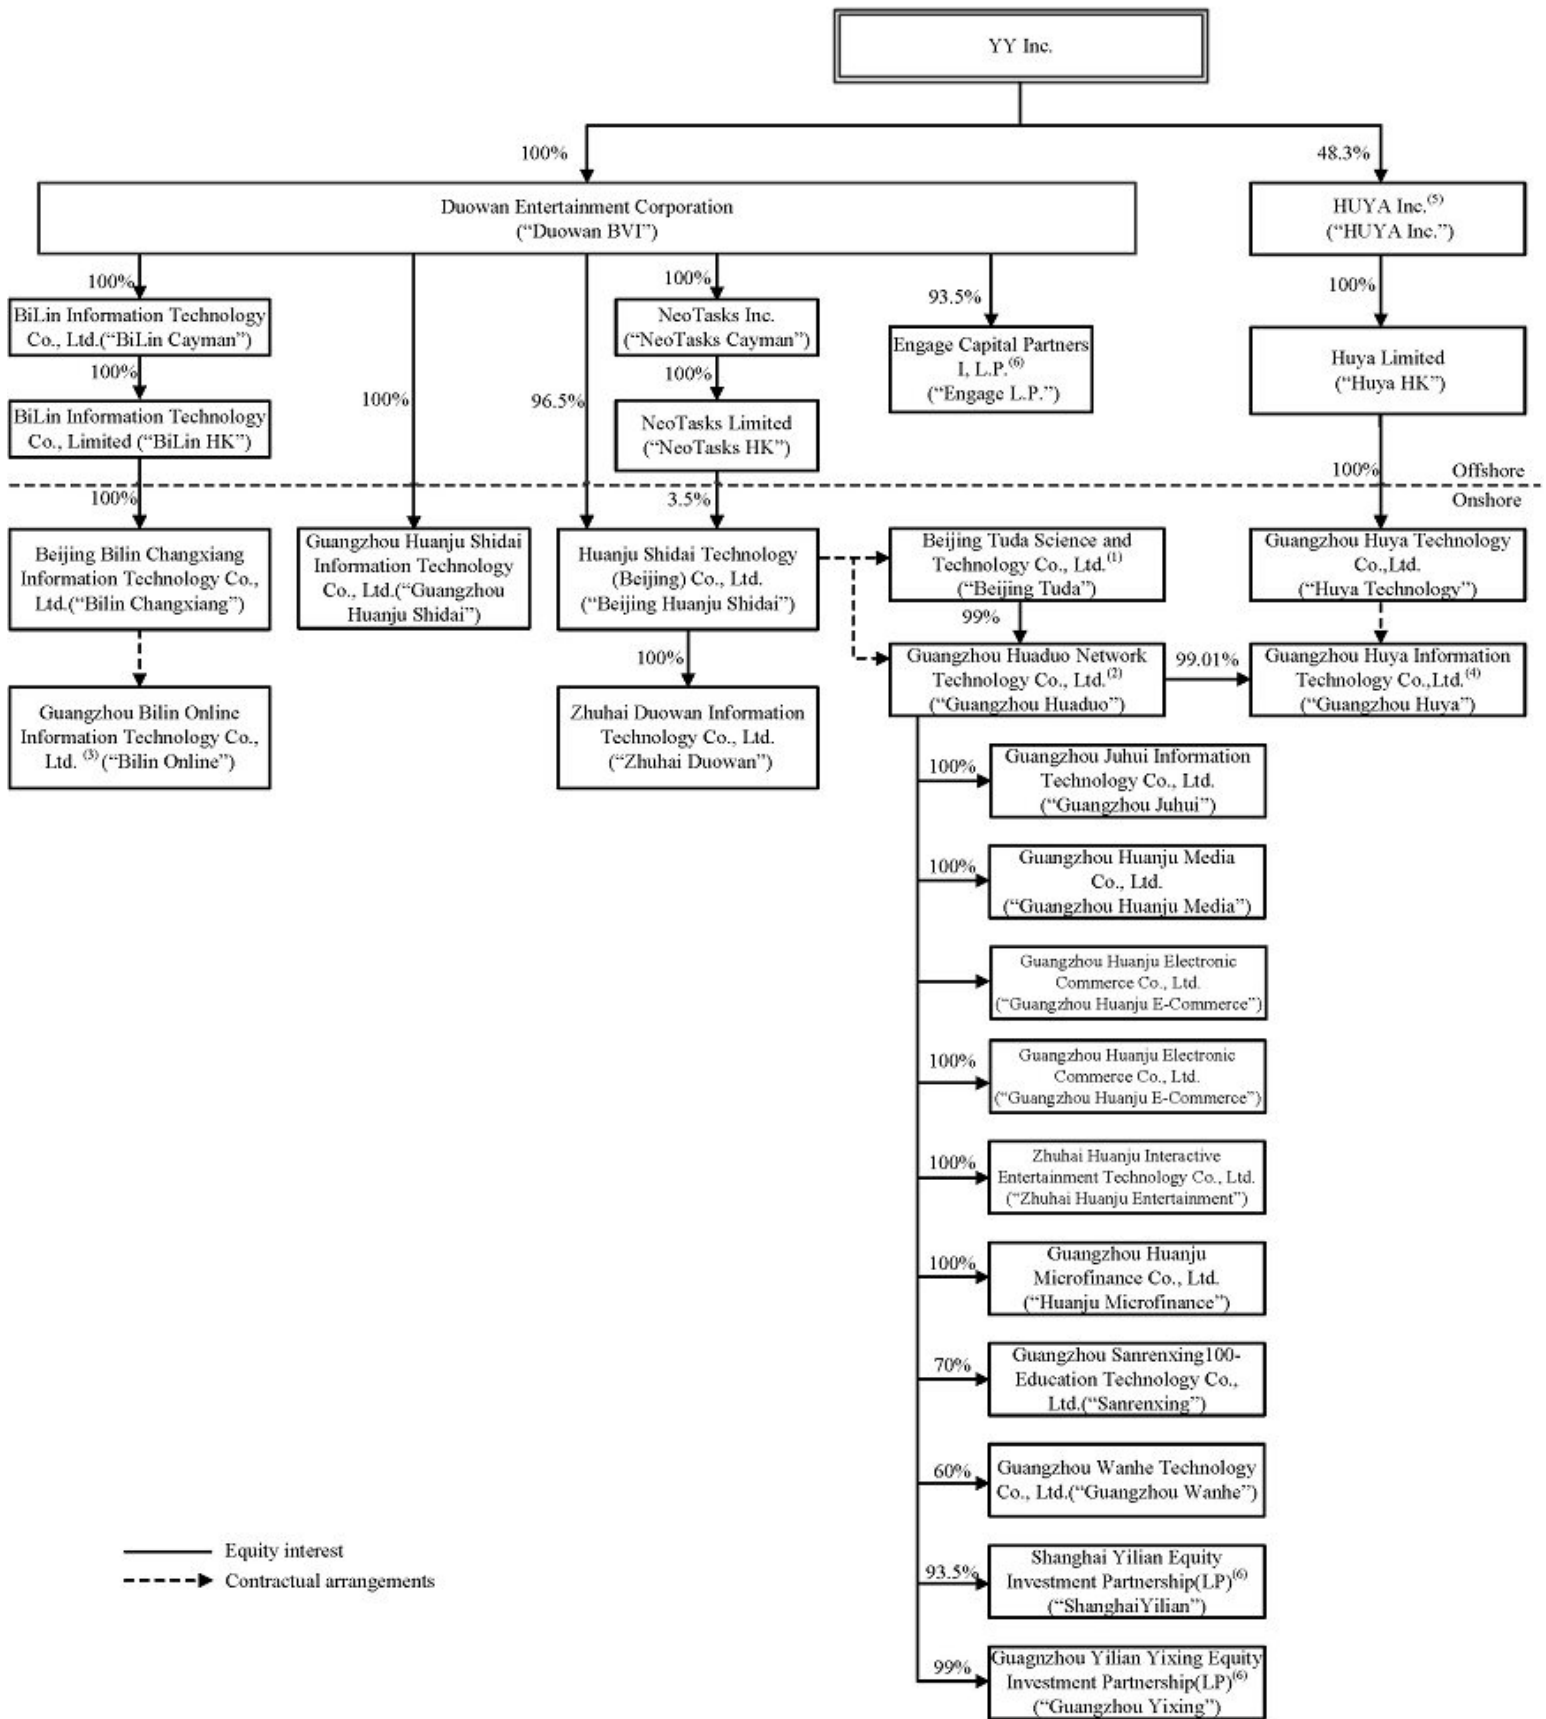 YY Inc.
100%
48.3%
Duowan Entertainment Corporation
(“Duowan BVI”)
HUYA Inc.(5)
(“HUYA Inc.”)
100%
100%
93.5%
100%
BiLin Information Technology
Co., Ltd.(“BiLin Cayman”)
NeoTasks Inc.
(“NeoTasks Cayman”)
Engage Capital Partners
I, L.P.(6)
(“Engage L.P.”)
Huya Limited
(“Huya HK”)
100%
100%
96.5%
100%
BiLin Information Technology
Co., Limited (“BiLin HK”)
NeoTasks Limited
(“NeoTasks HK”)
100%
Offshore
100%
3.5%
Onshore
Beijing Bilin Changxiang
Information Technology Co.,
Ltd.(“Bilin Changxiang”)
Guangzhou Huanju Shidai
Information Technology
Co., Ltd.(“Guangzhou
Huanju Shidai”)
Huanju Shidai Technology
(Beijing) Co., Ltd.
(“Beijing Huanju Shidai”)
Beijing Tuda Science and
Technology Co., Ltd.(1)
(“Beijing Tuda”)
Guangzhou Huya Technology
Co.,Ltd.
(“Huya Technology”)
99%
100%
Guangzhou Huaduo Network
Technology Co., Ltd.(2)
(“Guangzhou Huaduo”)
99.01%
Guangzhou Huya Information
Technology Co.,Ltd.(4)
(“Guangzhou Huya”)
Guangzhou Bilin Online
Information Technology Co.,
Ltd. (3) (“Bilin Online”)
Zhuhai Duowan Information
Technology Co., Ltd.
(“Zhuhai Duowan”)
100%
Guangzhou Juhui Information
Technology Co., Ltd.
(“Guangzhou Juhui”)
100%
Guangzhou Huanju Media
Co., Ltd.
(“Guangzhou Huanju Media”)
Guangzhou Huanju Electronic
Commerce Co., Ltd.
(“Guangzhou Huanju E-Commerce”)
100%
Guangzhou Huanju Electronic
Commerce Co., Ltd.
(“Guangzhou Huanju E-Commerce”)
100%
Zhuhai Huanju Interactive
Entertainment Technology Co., Ltd.
(“Zhuhai Huanju Entertainment”)
100%
Guangzhou Huanju
Microfinance Co., Ltd.
(“Huanju Microfinance”)
70%
Guangzhou Sanrenxing100-
Education Technology Co.,
Ltd.(“Sanrenxing”)
60%
Guangzhou Wanhe Technology
Co., Ltd.(“Guangzhou Wanhe”)
93.5%
Shanghai Yilian Equity
Investment Partnership(LP)(6)
(“ShanghaiYilian”)
99%
Guagnzhou Yilian Yixing Equity
Investment Partnership(LP)(6)
(“Guangzhou Yixing”)
Equity interest
Contractual arrangements